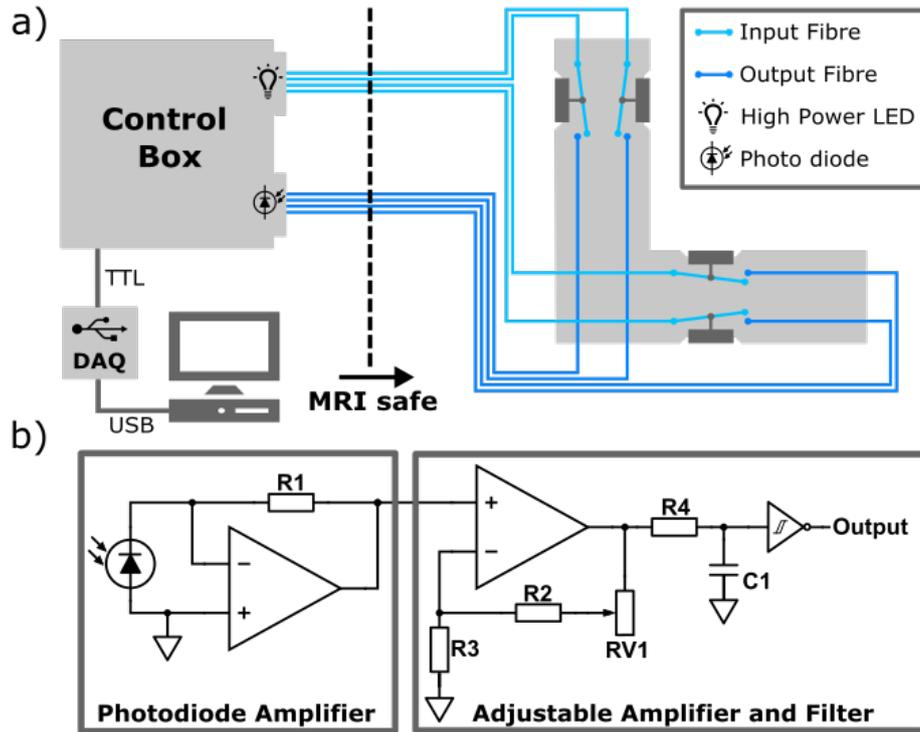 a)
Control
Box
Input Fibre
Output Fibre
High Power LED
Photo diode
TTL
DAQ
USB
MRI safe
b)
R1
-
+
Photodiode Amplifier
+
-
R4
Output
C1
R2
R3
RV1
Adjustable Amplifier and Filter